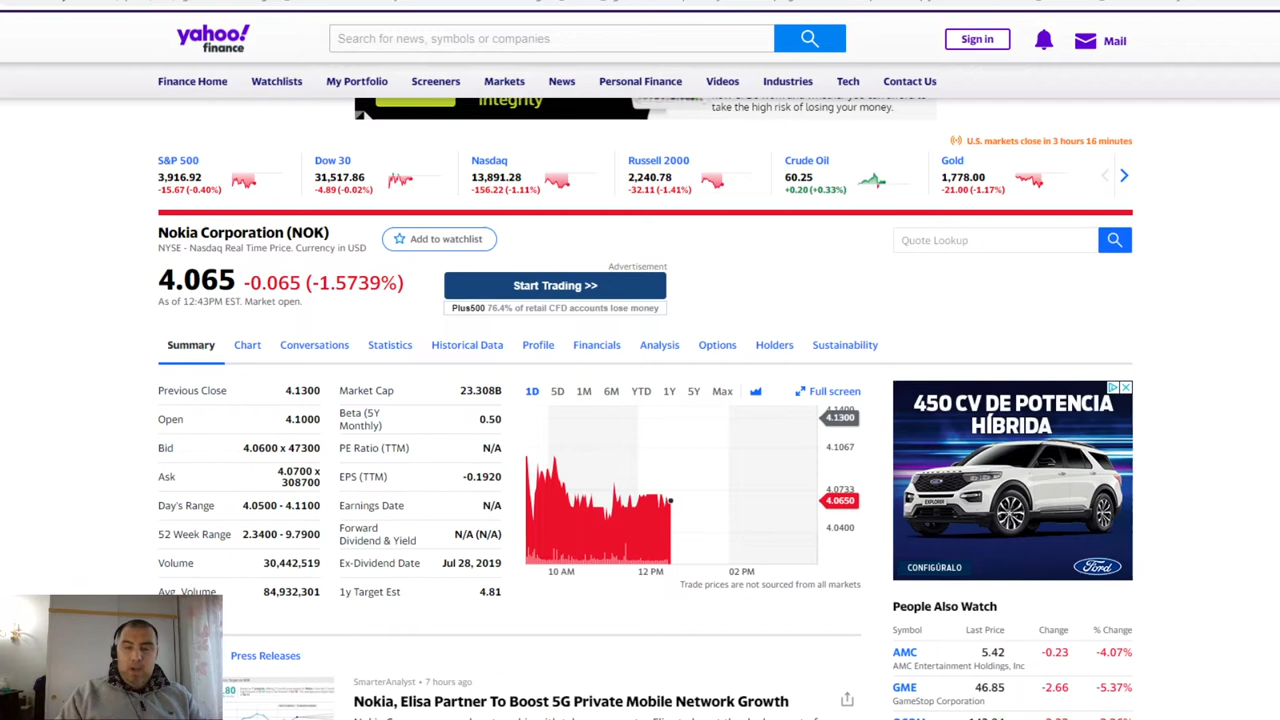 yahoo!
finance
Search for news, symbols or companies
Sign in
Mail
Finance Home
Watchlists
My Portfolio
Screeners
Markets
News
Personal Finance
Videos
Industries
Tech
Contact Us
integrity
take the high risk of losing your money.
U.S. markets close in 3 hours 16 minutes
S&P 500
3,916.92
-15.67 (-0.40%)
Dow 30
31,517.86
-4.89 (-0.02%)
Nasdaq
13,891.28
-156.22 (-1.11%)
Russell 2000
2,240.78
-32.11 (-1.41%)
Crude Oil
60.25
+0.20 (+0.33%)
Gold
1,778.00
-21.00 (-1.17%)
Nokia Corporation (NOK)
NYSE - Nasdaq Real Time Price. Currency in USD
Add to watchlist
Quote Lookup
4.065 -0.065 (-1.5739%)
As of 12:43PM EST. Market open.
Advertisement
Start Trading >>
Plus500 76.4% of retail CFD accounts lose money
Summary
Chart
Conversations
Statistics
Historical Data
Profile
Financials
Analysis
Options
Holders
Sustainability
Previous Close 4.1300
Open 4.1000
Bid 4.0600 x 47300
Ask 4.0700 x
308700
Day's Range 4.0500 - 4.1100
52 Week Range 2.3400 - 9.7900
Volume 30,442,519
Avg. Volume 84,932,301
Market Cap 23.308B
Beta (5Y
Monthly) 0.50
PE Ratio (TTM) N/A
EPS (TTM) -0.1920
Earnings Date N/A
Forward
Dividend & Yield N/A (N/A)
Ex-Dividend Date Jul 28, 2019
1y Target Est 4.81
1D 5D 1M 6M YTD 1Y 5Y Max
Full screen
4.1300
4.1067
4.0733
4.0650
4.0400
10 AM 12 PM 02 PM
Trade prices are not sourced from all markets
450 CV DE POTENCIA
HÍBRIDA
CONFIGÚRALO
Ford
People Also Watch
Symbol Last Price Change % Change
AMC 5.42 -0.23 -4.07%
AMC Entertainment Holdings, Inc
GME 46.85 -2.66 -5.37%
GameStop Corporation
Press Releases
SmarterAnalyst • 7 hours ago
Nokia, Elisa Partner To Boost 5G Private Mobile Network Growth